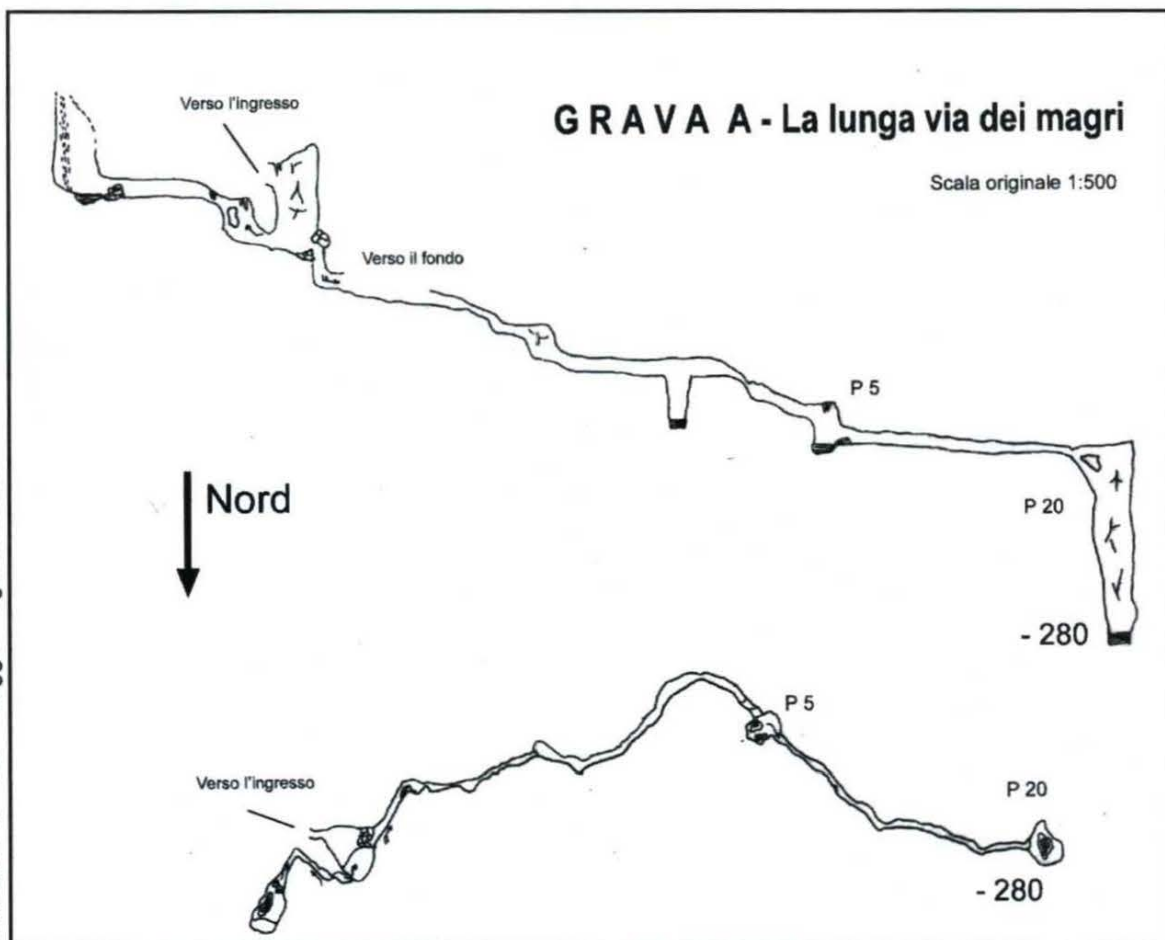 Verso l'ingresso
GRAVA A - La lunga via dei magri
Scala originale 1:500
Verso il fondo
P 5
Nord
P 20
- 280
P 5
Verso l'ingresso
P 20
- 280